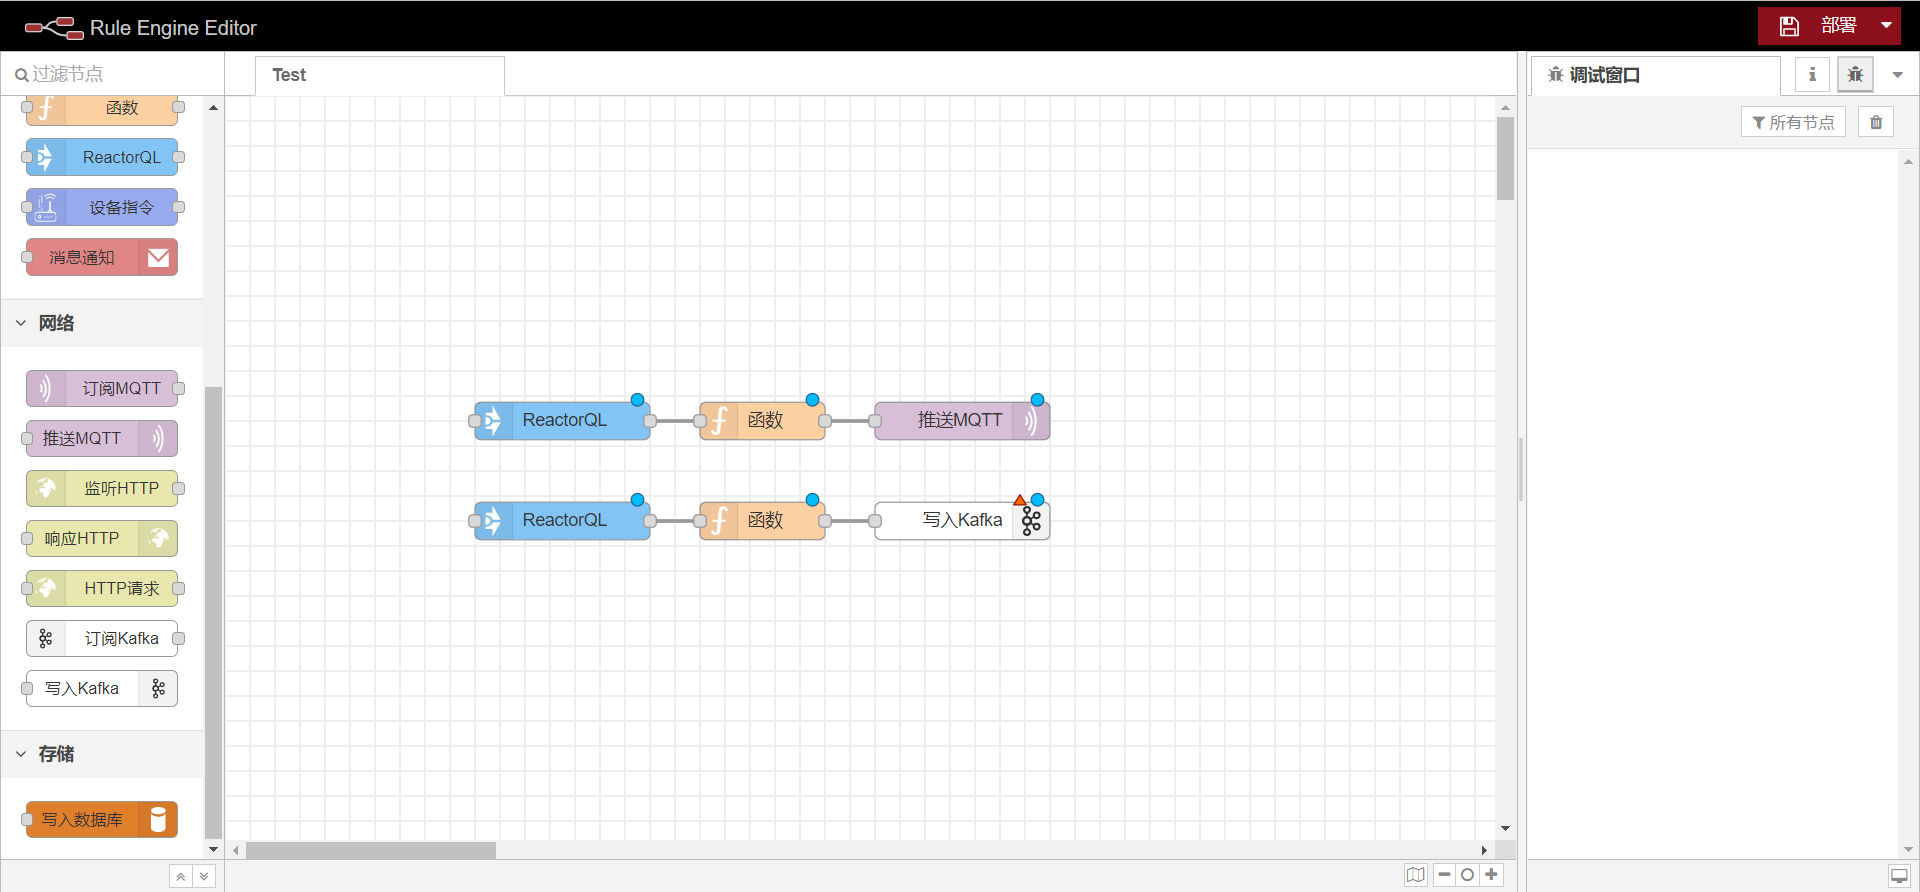 Rule Engine Editor
部署
过滤节点
函数
ReactorQL
设备指令
消息通知
网络
订阅MQTT
推送MQTT
监听HTTP
响应HTTP
HTTP请求
订阅Kafka
写入Kafka
存储
写入数据库
Test
ReactorQL
函数
推送MQTT
ReactorQL
函数
写入Kafka
调试窗口
所有节点